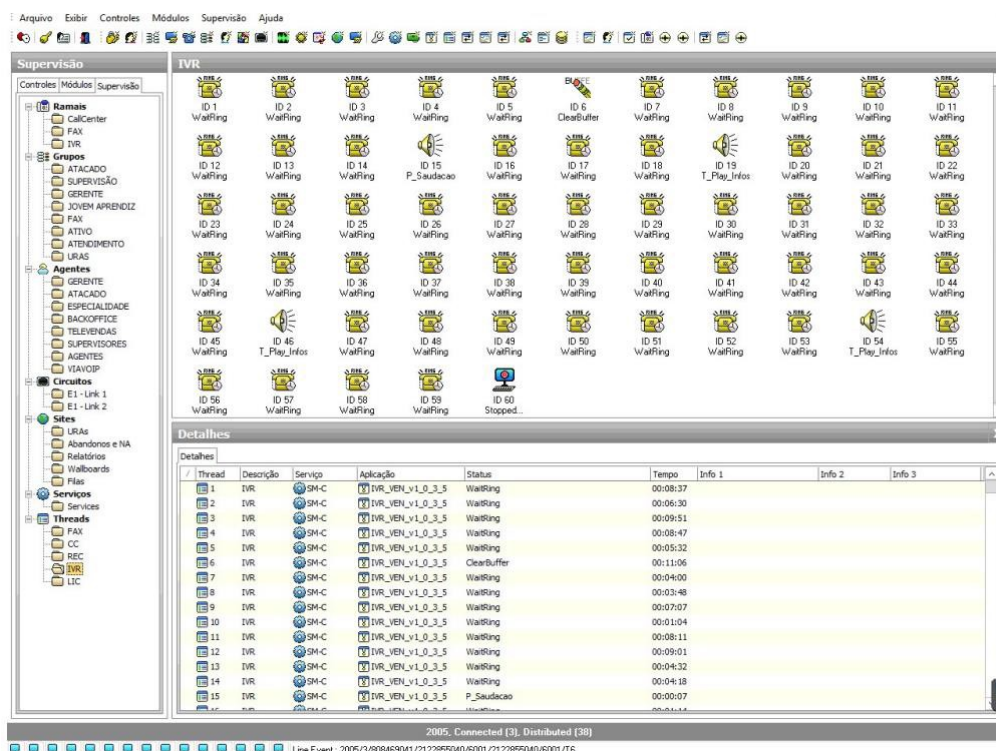 Arquivo Exibir Controles Módulos Supervisão Ajuda
Supervisão
Controles Módulos Supervisão
Ramais
CallCenter
FAX
IVR
Grupos
ATACADO
SUPERVISÃO
GERENTE
JOVEM APRENDIZ
FAX
ATIVO
ATENDIMENTO
URAS
Agentes
GERENTE
ATACADO
ESPECIALIDADE
BACKOFFICE
TELEVENDAS
SUPERVISORES
AGENTES
VIAVOIP
Circuitos
E1 - Link 1
E1 - Link 2
Sites
URAs
Abandonos e NA
Relatórios
Wallboards
Filas
Serviços
Services
Threads
FAX
CC
REC
IVR
LIC
IVR
ID 1 ID 2 ID 3 ID 4 ID 5 ID 6 ID 7 ID 8 ID 9 ID 10 ID 11
WaitRing WaitRing WaitRing WaitRing WaitRing ClearBuffer WaitRing WaitRing WaitRing WaitRing WaitRing
ID 12 ID 13 ID 14 ID 15 ID 16 ID 17 ID 18 ID 19 ID 20 ID 21 ID 22
WaitRing WaitRing WaitRing P_Saudacao WaitRing WaitRing WaitRing T_Play_Infos WaitRing WaitRing WaitRing
ID 23 ID 24 ID 25 ID 26 ID 27 ID 28 ID 29 ID 30 ID 31 ID 32 ID 33
WaitRing WaitRing WaitRing WaitRing WaitRing WaitRing WaitRing WaitRing WaitRing WaitRing WaitRing
ID 34 ID 35 ID 36 ID 37 ID 38 ID 39 ID 40 ID 41 ID 42 ID 43 ID 44
WaitRing WaitRing WaitRing WaitRing WaitRing WaitRing WaitRing WaitRing WaitRing WaitRing WaitRing
ID 45 ID 46 ID 47 ID 48 ID 49 ID 50 ID 51 ID 52 ID 53 ID 54 ID 55
WaitRing T_Play_Infos WaitRing WaitRing WaitRing WaitRing WaitRing WaitRing WaitRing T_Play_Infos WaitRing
ID 56 ID 57 ID 58 ID 59 ID 60
WaitRing WaitRing WaitRing WaitRing Stopped...
Detalhes
Detalhes
/ Thread Descrição Serviço Aplicação Status Tempo Info 1 Info 2 Info 3
1 IVR SM-C IVR_VEN_v1_0_3_5 WaitRing 00:08:37
2 IVR SM-C IVR_VEN_v1_0_3_5 WaitRing 00:06:30
3 IVR SM-C IVR_VEN_v1_0_3_5 WaitRing 00:09:51
4 IVR SM-C IVR_VEN_v1_0_3_5 WaitRing 00:08:47
5 IVR SM-C IVR_VEN_v1_0_3_5 WaitRing 00:05:32
6 IVR SM-C IVR_VEN_v1_0_3_5 ClearBuffer 00:11:06
7 IVR SM-C IVR_VEN_v1_0_3_5 WaitRing 00:04:00
8 IVR SM-C IVR_VEN_v1_0_3_5 WaitRing 00:03:48
9 IVR SM-C IVR_VEN_v1_0_3_5 WaitRing 00:07:07
10 IVR SM-C IVR_VEN_v1_0_3_5 WaitRing 00:01:04
11 IVR SM-C IVR_VEN_v1_0_3_5 WaitRing 00:08:11
12 IVR SM-C IVR_VEN_v1_0_3_5 WaitRing 00:09:01
13 IVR SM-C IVR_VEN_v1_0_3_5 WaitRing 00:04:32
14 IVR SM-C IVR_VEN_v1_0_3_5 WaitRing 00:04:18
15 IVR SM-C IVR_VEN_v1_0_3_5 P_Saudacao 00:00:07
2005, Connected (3), Distributed (38)
Line Event : 2005/3/808469041/2122855040/6001/2122855040/6001/T6